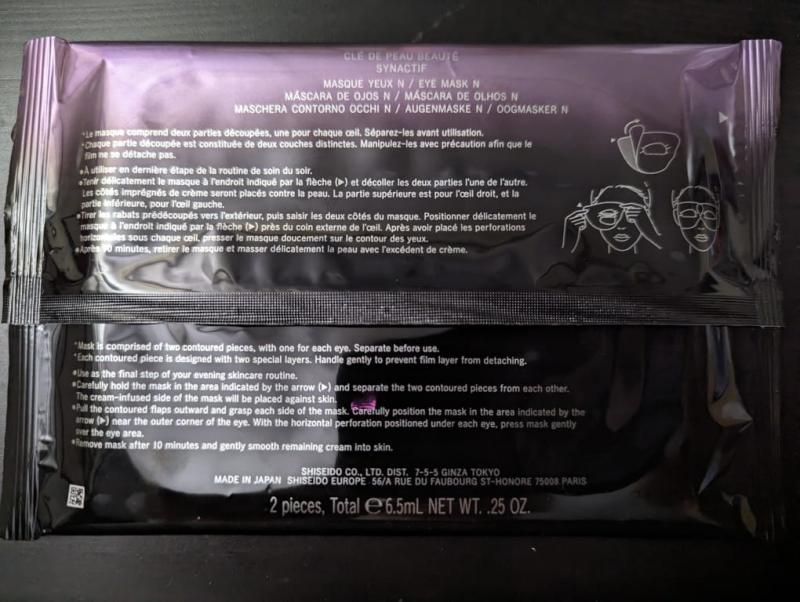 CLÉ DE PEAU BEAUTÉ
SYNACTIF
MASQUE YEUX N / EYE MASK N
MÁSCARA DE OJOS N / MÁSCARA DE OLHOS N
MASCHERA CONTORNO OCCHI N / AUGENMASKE N / OOGMASKER N
*Le masque comprend deux parties découpées, une pour chaque œil. Séparez-les avant utilisation.
*Chaque partie découpée est constituée de deux couches distinctes. Manipulez-les avec précaution afin que le
film ne se détache pas.
●À utiliser en dernière étape de la routine de soin du soir.
●Tenir délicatement le masque à l'endroit indiqué par la flèche (▶) et décoller les deux parties l'une de l'autre.
Les côtés imprégnés de crème seront placés contre la peau. La partie supérieure est pour l'œil droit, et la
partie inférieure, pour l'œil gauche.
●Tirer les rabats prédécoupés vers l'extérieur, puis saisir les deux côtés du masque. Positionner délicatement le
masque à l'endroit indiqué par la flèche (▶) près du coin externe de l'œil. Après avoir placé les perforations
horizontales sous chaque œil, presser le masque doucement sur le contour des yeux.
●Après 10 minutes, retirer le masque et masser délicatement la peau avec l'excédent de crème.
*Mask is comprised of two contoured pieces, with one for each eye. Separate before use.
*Each contoured piece is designed with two special layers. Handle gently to prevent film layer from detaching.
●Use as the final step of your evening skincare routine.
●Carefully hold the mask in the area indicated by the arrow (▶) and separate the two contoured pieces from each other.
The cream-infused side of the mask will be placed against skin.
●Pull the contoured flaps outward and grasp each side of the mask. Carefully position the mask in the area indicated by the
arrow (▶) near the outer corner of the eye. With the horizontal perforation positioned under each eye, press mask gently
over the eye area.
●Remove mask after 10 minutes and gently smooth remaining cream into skin.
SHISEIDO CO., LTD. DIST. 7-5-5 GINZA TOKYO
MADE IN JAPAN SHISEIDO EUROPE 56/A RUE DU FAUBOURG ST-HONORE 75008 PARIS
2 pieces, Total ℮6.5mL NET WT. .25 OZ.